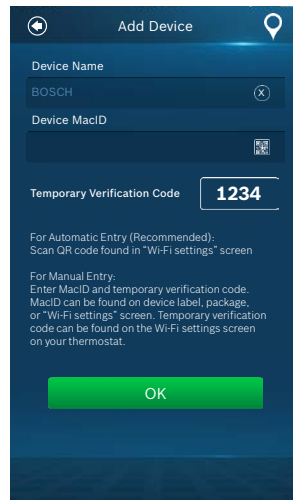 Add Device
Device Name
BOSCH
Device MacID
Temporary Verification Code 1234
For Automatic Entry (Recommended):
Scan QR code found in “Wi-Fi settings” screen
For Manual Entry:
Enter MacID and temporary verification code.
MacID can be found on device label, package,
or “Wi-Fi settings” screen. Temporary verification
code can be found on the Wi-Fi settings screen
on your thermostat.
OK